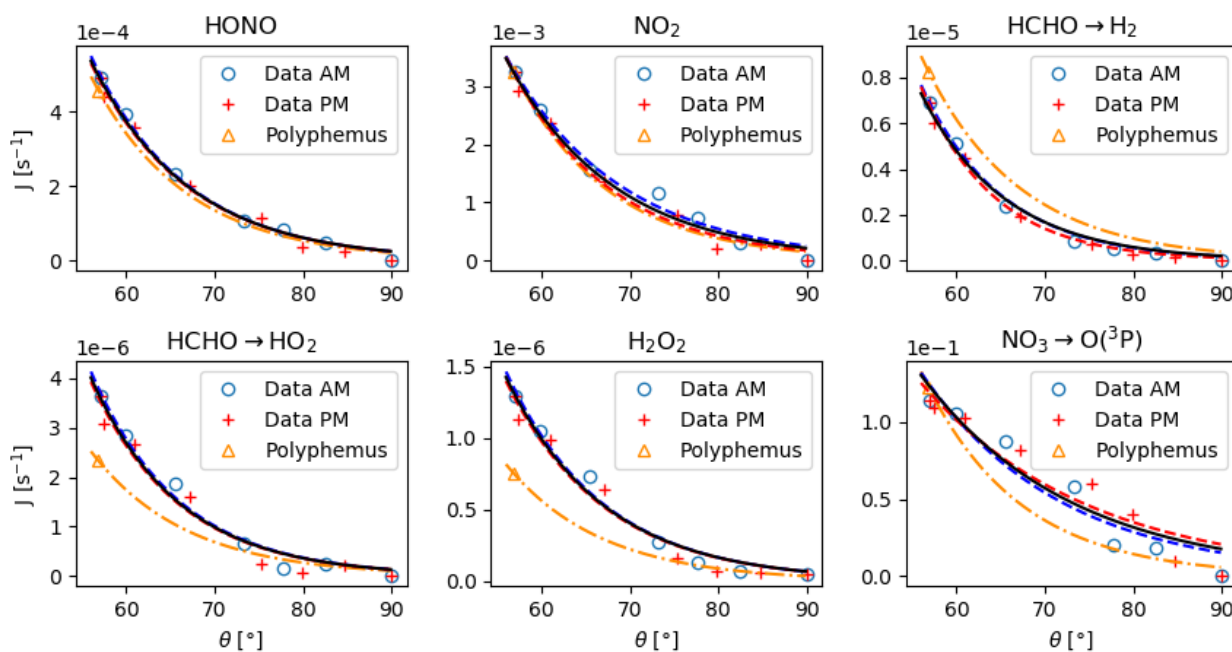 HONO
1e−4
J [s⁻¹]
4
2
0
60 70 80 90
Data AM
Data PM
Polyphemus
NO₂
1e−3
3
2
1
0
60 70 80 90
Data AM
Data PM
Polyphemus
HCHO → H₂
1e−5
0.8
0.6
0.4
0.2
0.0
60 70 80 90
Data AM
Data PM
Polyphemus
HCHO → HO₂
1e−6
J [s⁻¹]
4
3
2
1
0
60 70 80 90
θ [°]
Data AM
Data PM
Polyphemus
H₂O₂
1e−6
1.5
1.0
0.5
0.0
60 70 80 90
θ [°]
Data AM
Data PM
Polyphemus
NO₃ → O(³P)
1e−1
1.0
0.5
0.0
60 70 80 90
θ [°]
Data AM
Data PM
Polyphemus